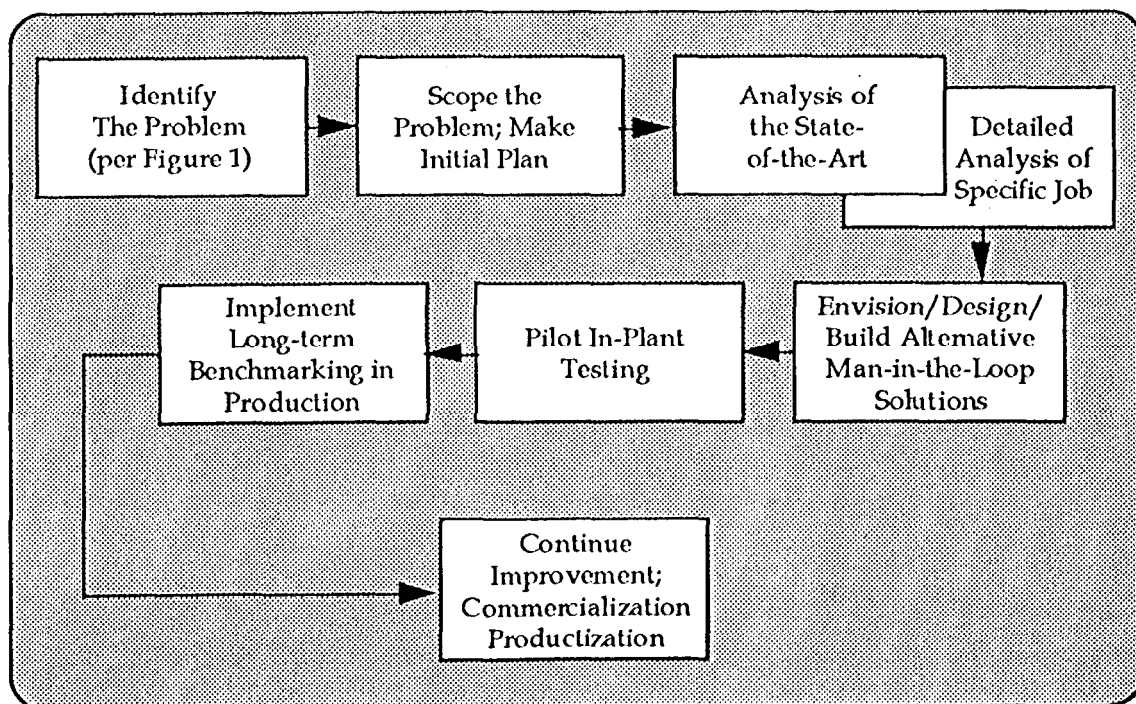 Identify
The Problem
(per Figure 1)
Scope the
Problem; Make
Initial Plan
Analysis of
the State-
of-the-Art
Detailed
Analysis of
Specific Job
Envision/Design/
Build Alternative
Man-in-the-Loop
Solutions
Pilot In-Plant
Testing
Implement
Long-term
Benchmarking in
Production
Continue
Improvement;
Commercialization
Productization